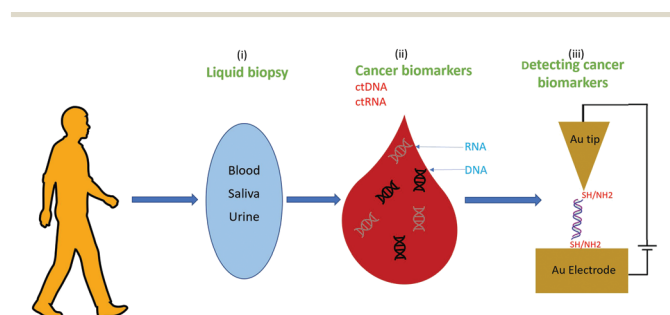 (i)
Liquid biopsy
Blood
Saliva
Urine
(ii)
Cancer biomarkers
ctDNA
ctRNA
RNA
DNA
(iii)
Detecting cancer
biomarkers
Au tip
SH/NH2
SH/NH2
Au Electrode